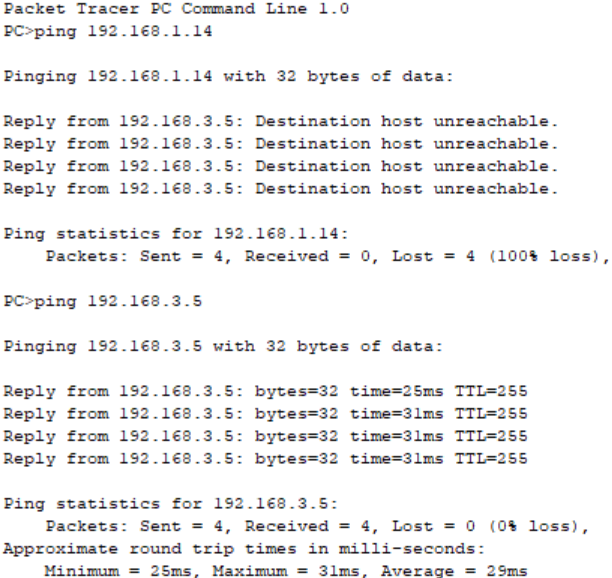 Packet Tracer PC Command Line 1.0
PC>ping 192.168.1.14
Pinging 192.168.1.14 with 32 bytes of data:
Reply from 192.168.3.5: Destination host unreachable.
Reply from 192.168.3.5: Destination host unreachable.
Reply from 192.168.3.5: Destination host unreachable.
Reply from 192.168.3.5: Destination host unreachable.
Ping statistics for 192.168.1.14:
    Packets: Sent = 4, Received = 0, Lost = 4 (100% loss),
PC>ping 192.168.3.5
Pinging 192.168.3.5 with 32 bytes of data:
Reply from 192.168.3.5: bytes=32 time=25ms TTL=255
Reply from 192.168.3.5: bytes=32 time=31ms TTL=255
Reply from 192.168.3.5: bytes=32 time=31ms TTL=255
Reply from 192.168.3.5: bytes=32 time=31ms TTL=255
Ping statistics for 192.168.3.5:
    Packets: Sent = 4, Received = 4, Lost = 0 (0% loss),
Approximate round trip times in milli-seconds:
    Minimum = 25ms, Maximum = 31ms, Average = 29ms